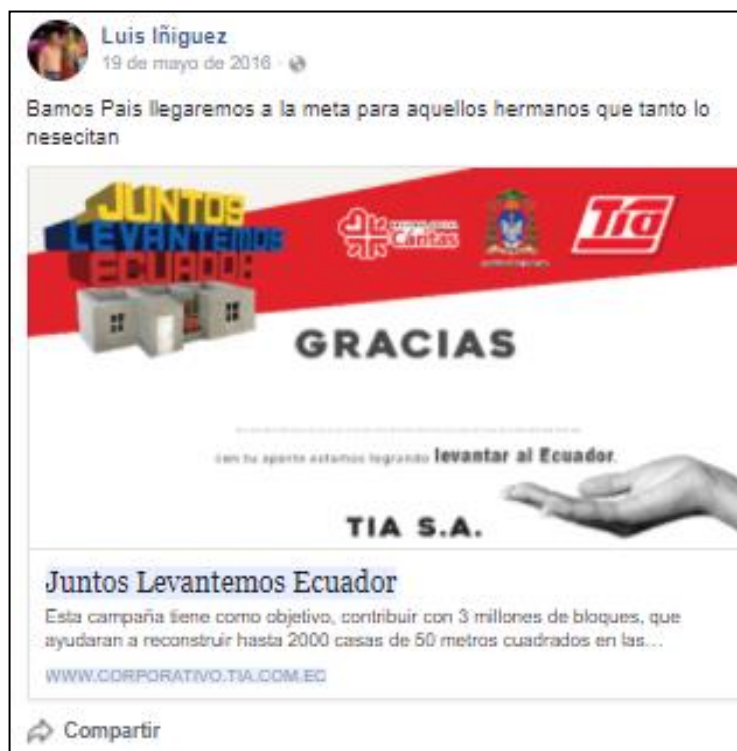 Luis Iñiguez
19 de mayo de 2016 ·
Bamos Pais llegaremos a la meta para aquellos hermanos que tanto lo
nesecitan
JUNTOS
LEVANTEMOS
ECUADOR
Cáritas
Tía
GRACIAS
con tu aporte estamos logrando levantar al Ecuador.
TIA S.A.
Juntos Levantemos Ecuador
Esta campaña tiene como objetivo, contribuir con 3 millones de bloques, que
ayudaran a reconstruir hasta 2000 casas de 50 metros cuadrados en las...
WWW.CORPORATIVO.TIA.COM.EC
Compartir